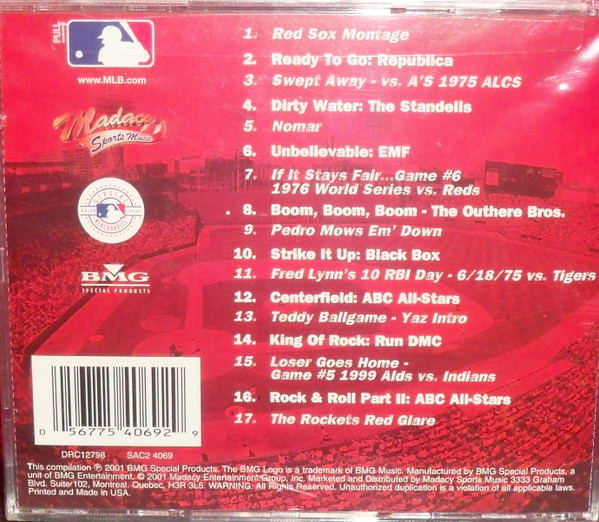 PULL
www.MLB.com
Madacy
Sports Music
BMG
SPECIAL PRODUCTS
1. Red Sox Montage
2. Ready To Go: Republica
3. Swept Away - vs. A'S 1975 ALCS
4. Dirty Water: The Standells
5. Nomar
6. Unbelievable: EMF
7. If It Stays Fair...Game #6
1976 World Series vs. Reds
8. Boom, Boom, Boom - The Outhere Bros.
9. Pedro Mows Em' Down
10. Strike It Up: Black Box
11. Fred Lynn's 10 RBI Day - 6/18/75 vs. Tigers
12. Centerfield: ABC All-Stars
13. Teddy Ballgame - Yaz Intro
14. King Of Rock: Run DMC
15. Loser Goes Home -
Game #5 1999 Alds vs. Indians
16. Rock & Roll Part II: ABC All-Stars
17. The Rockets Red Glare
0 56775 40692 9
DRC12798 SAC2 4069
This compilation ℗ 2001 BMG Special Products. The BMG Logo is a trademark of BMG Music. Manufactured by BMG Special Products, a
unit of BMG Entertainment. © 2001 Madacy Entertainment Group, Inc. Marketed and Distributed by Madacy Sports Music 3333 Graham
Blvd. Suite 102, Montreal, Quebec, H3R 3L5. WARNING: All Rights Reserved. Unauthorized duplication is a violation of all applicable laws.
Printed and Made in USA.